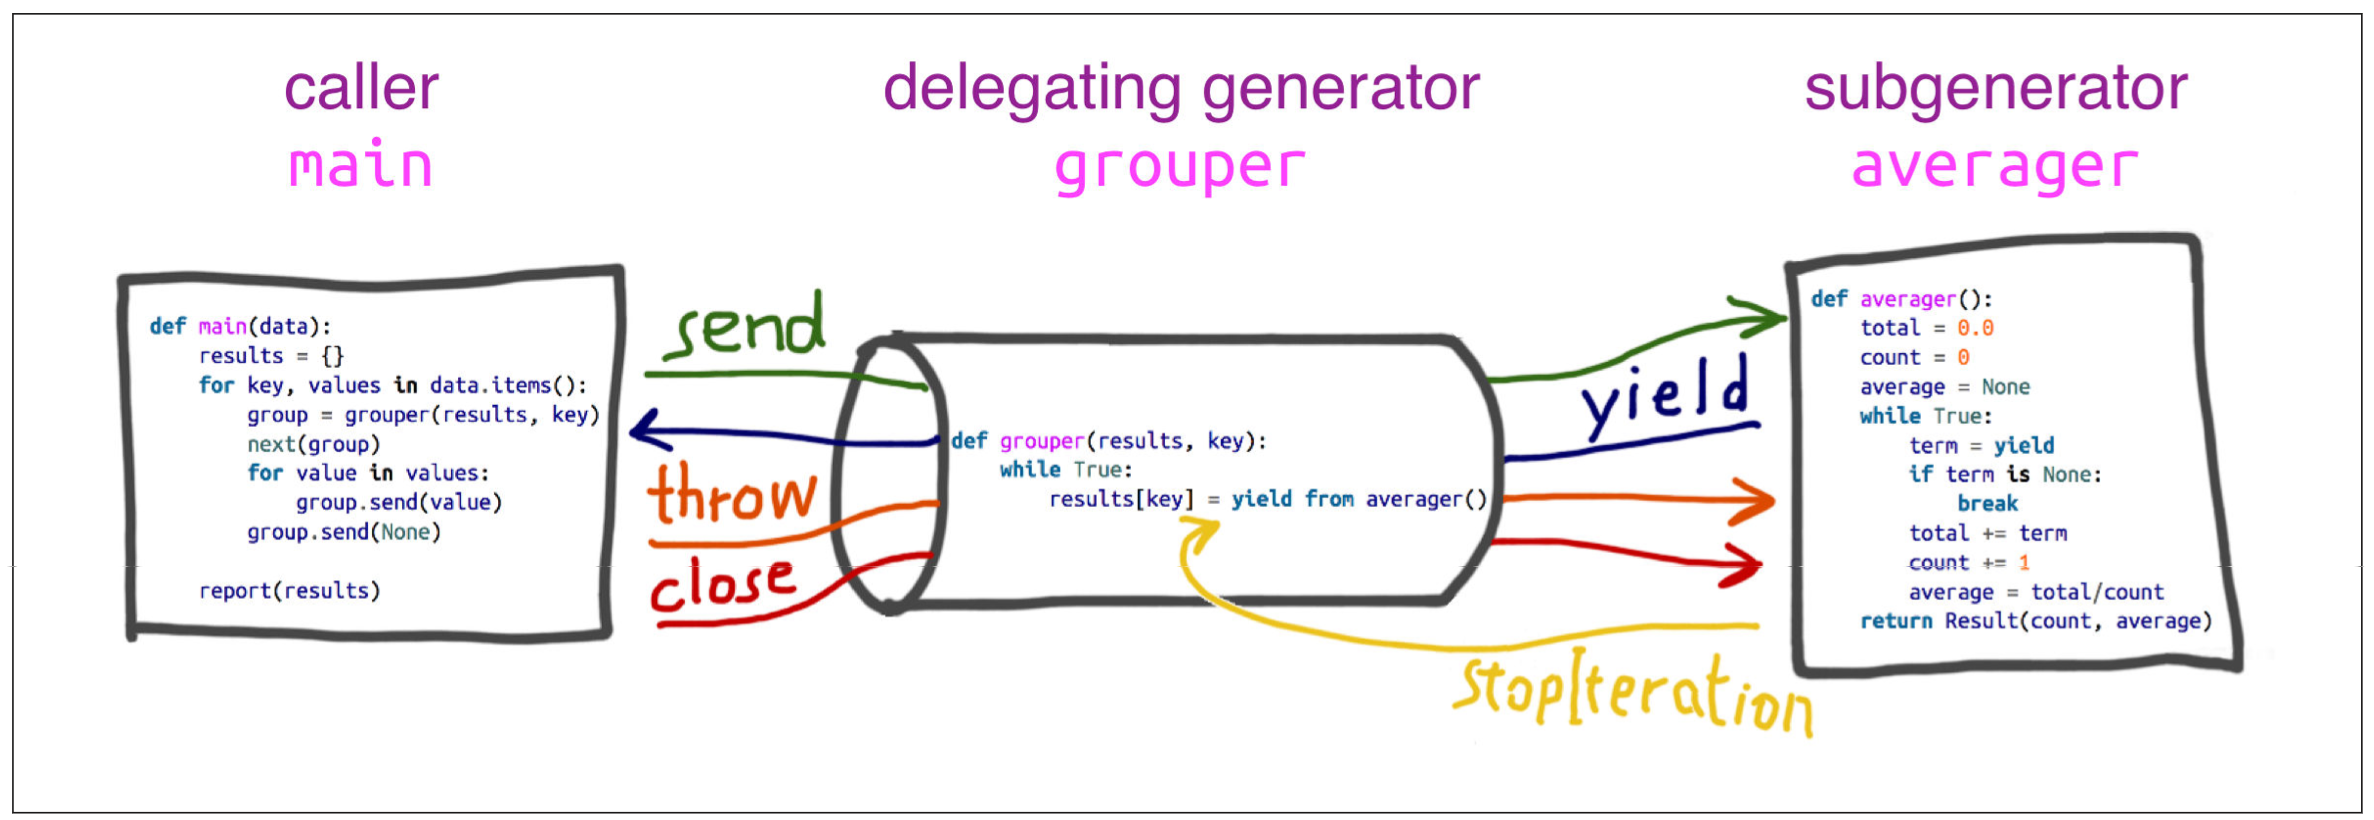 caller
main
delegating generator
grouper
subgenerator
averager
def main(data):
    results = {}
    for key, values in data.items():
        group = grouper(results, key)
        next(group)
        for value in values:
            group.send(value)
        group.send(None)
    report(results)
send
throw
close
def grouper(results, key):
    while True:
        results[key] = yield from averager()
yield
stopIteration
def averager():
    total = 0.0
    count = 0
    average = None
    while True:
        term = yield
        if term is None:
            break
        total += term
        count += 1
        average = total/count
    return Result(count, average)